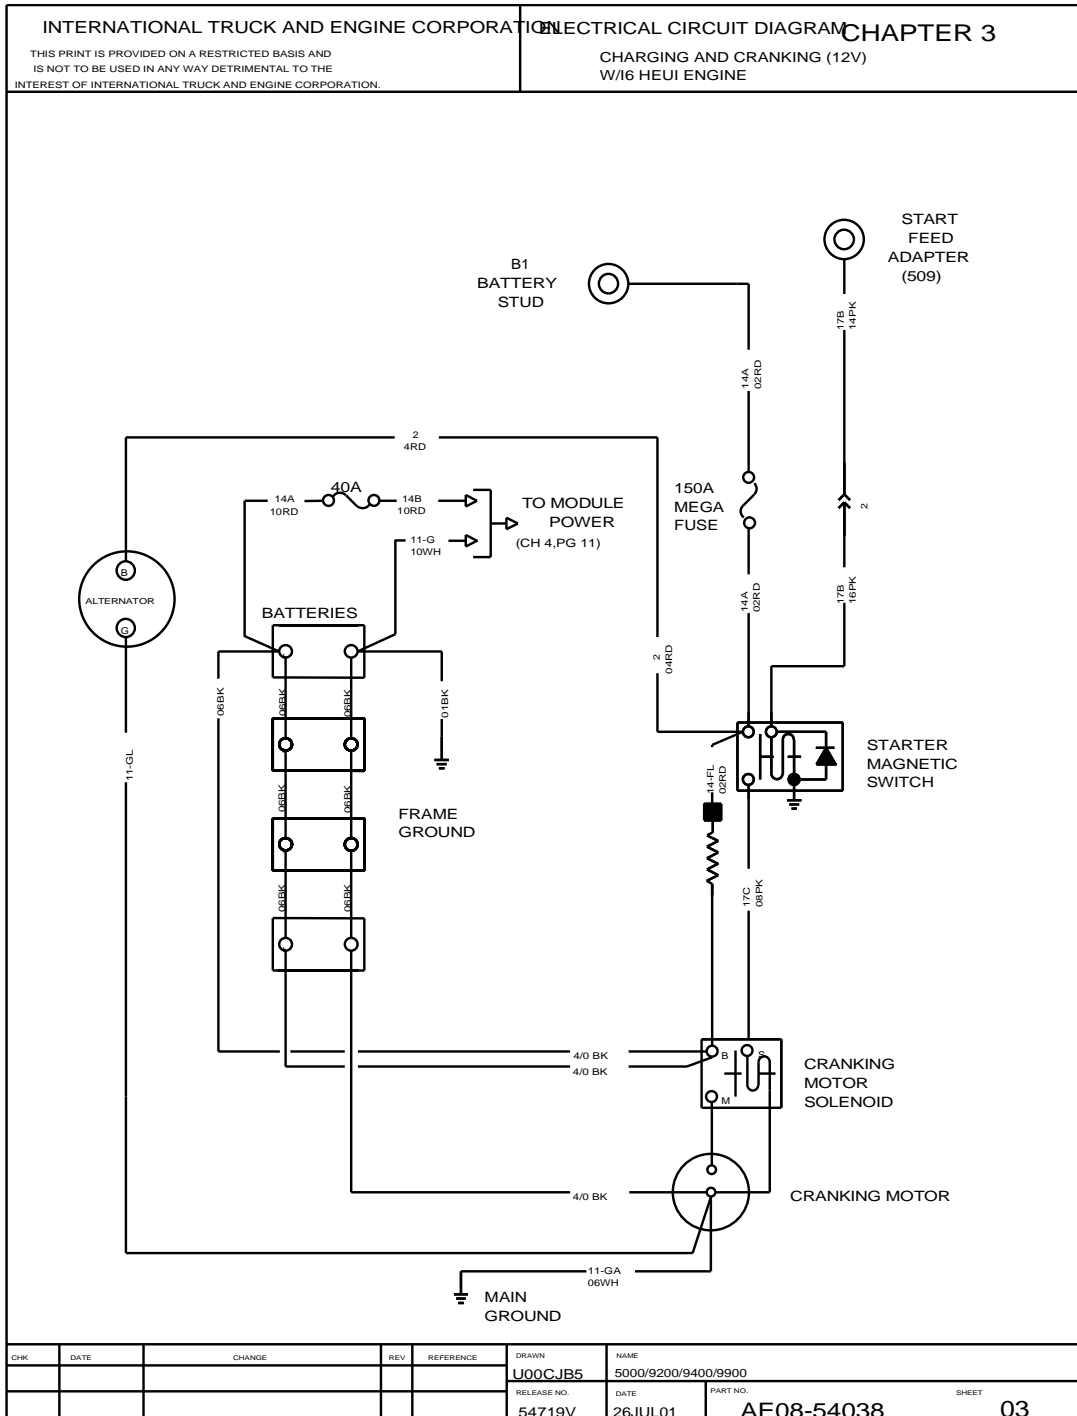 INTERNATIONAL TRUCK AND ENGINE CORPORATION
THIS PRINT IS PROVIDED ON A RESTRICTED BASIS AND
IS NOT TO BE USED IN ANY WAY DETRIMENTAL TO THE
INTEREST OF INTERNATIONAL TRUCK AND ENGINE CORPORATION.
ELECTRICAL CIRCUIT DIAGRAM
CHAPTER 3
CHARGING AND CRANKING (12V)
W/I6 HEUI ENGINE
START
FEED
ADAPTER
(509)
B1
BATTERY
STUD
17B
14PK
14A
02RD
2
4RD
40A
14A
10RD
14B
10RD
TO MODULE
POWER
(CH 4,PG 11)
11-G
10WH
150A
MEGA
FUSE
2
14A
02RD
17B
16PK
B
ALTERNATOR
G
BATTERIES
2
04RD
06BK
06BK
06BK
01BK
11-GL
STARTER
MAGNETIC
SWITCH
14-FL
02RD
06BK
06BK
FRAME
GROUND
17C
08PK
06BK
06BK
4/0 BK
4/0 BK
B
S
M
CRANKING
MOTOR
SOLENOID
4/0 BK
CRANKING MOTOR
11-GA
06WH
MAIN
GROUND
CHK
DATE
CHANGE
REV
REFERENCE
DRAWN
U00CJB5
NAME
5000/9200/9400/9900
RELEASE NO.
54719V
DATE
26JUL01
PART NO.
AE08-54038
SHEET
03